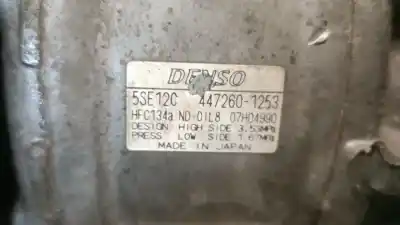 DENSO
5SE12C 447260-1253
HFC134a ND-OIL8 07H04990
DESIGN HIGH SIDE 3.53MPa
PRESS LOW SIDE 1.67MPa
MADE IN JAPAN